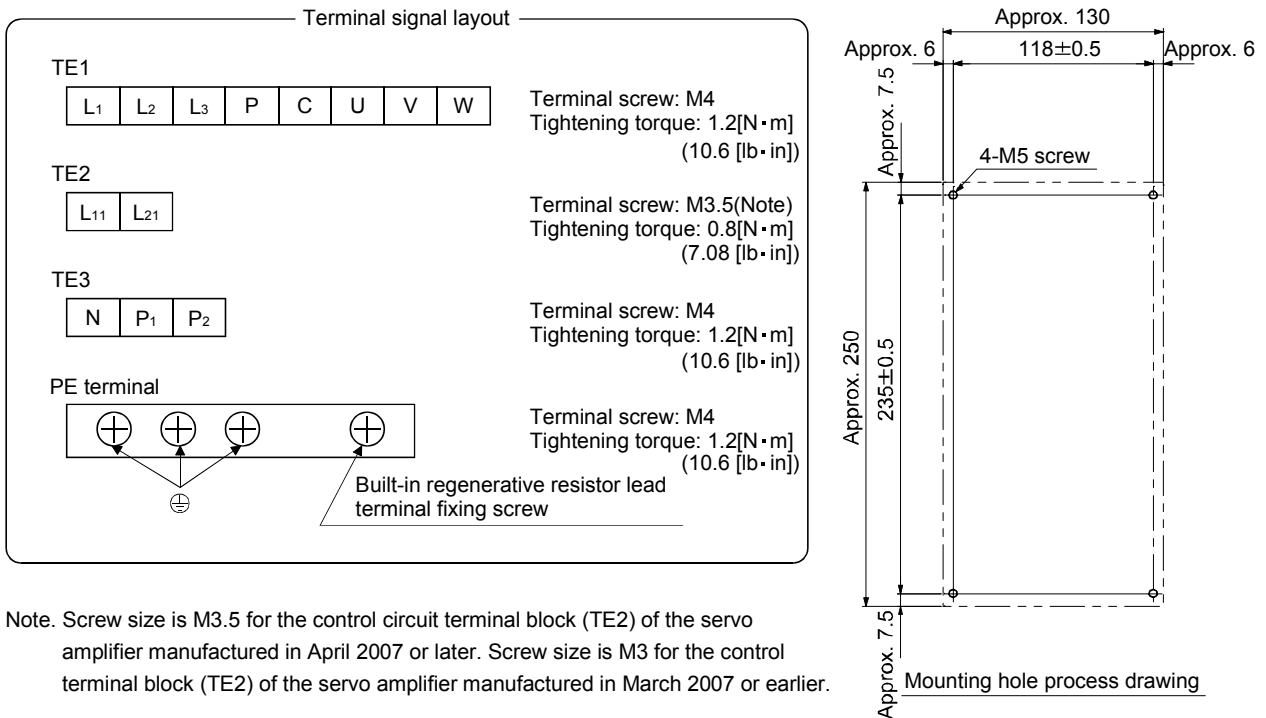 Terminal signal layout
TE1
L1 L2 L3 P C U V W
Terminal screw: M4
Tightening torque: 1.2[N･m]
(10.6 [lb･in])
TE2
L11 L21
Terminal screw: M3.5(Note)
Tightening torque: 0.8[N･m]
(7.08 [lb･in])
TE3
N P1 P2
Terminal screw: M4
Tightening torque: 1.2[N･m]
(10.6 [lb･in])
PE terminal
Terminal screw: M4
Tightening torque: 1.2[N･m]
(10.6 [lb･in])
Built-in regenerative resistor lead
terminal fixing screw
Note. Screw size is M3.5 for the control circuit terminal block (TE2) of the servo
amplifier manufactured in April 2007 or later. Screw size is M3 for the control
terminal block (TE2) of the servo amplifier manufactured in March 2007 or earlier.
Approx. 130
Approx. 6 118±0.5 Approx. 6
Approx. 7.5
4-M5 screw
Approx. 250
235±0.5
Approx. 7.5
Mounting hole process drawing